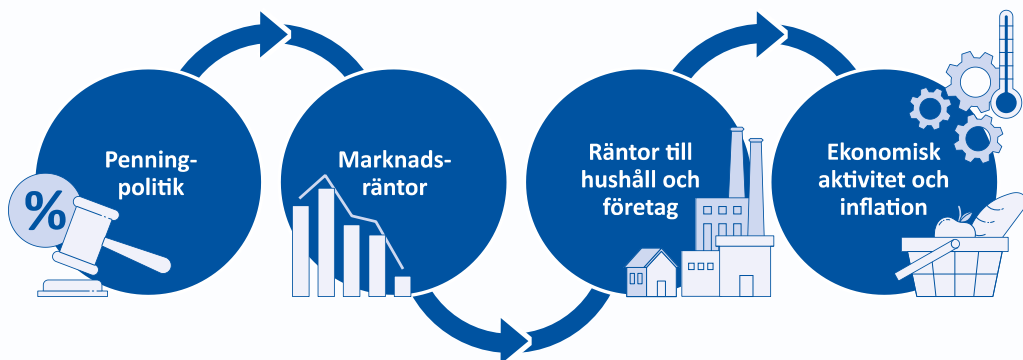 Penning-
politik
%
Marknads-
räntor
Räntor till
hushåll och
företag
Ekonomisk
aktivitet och
inflation